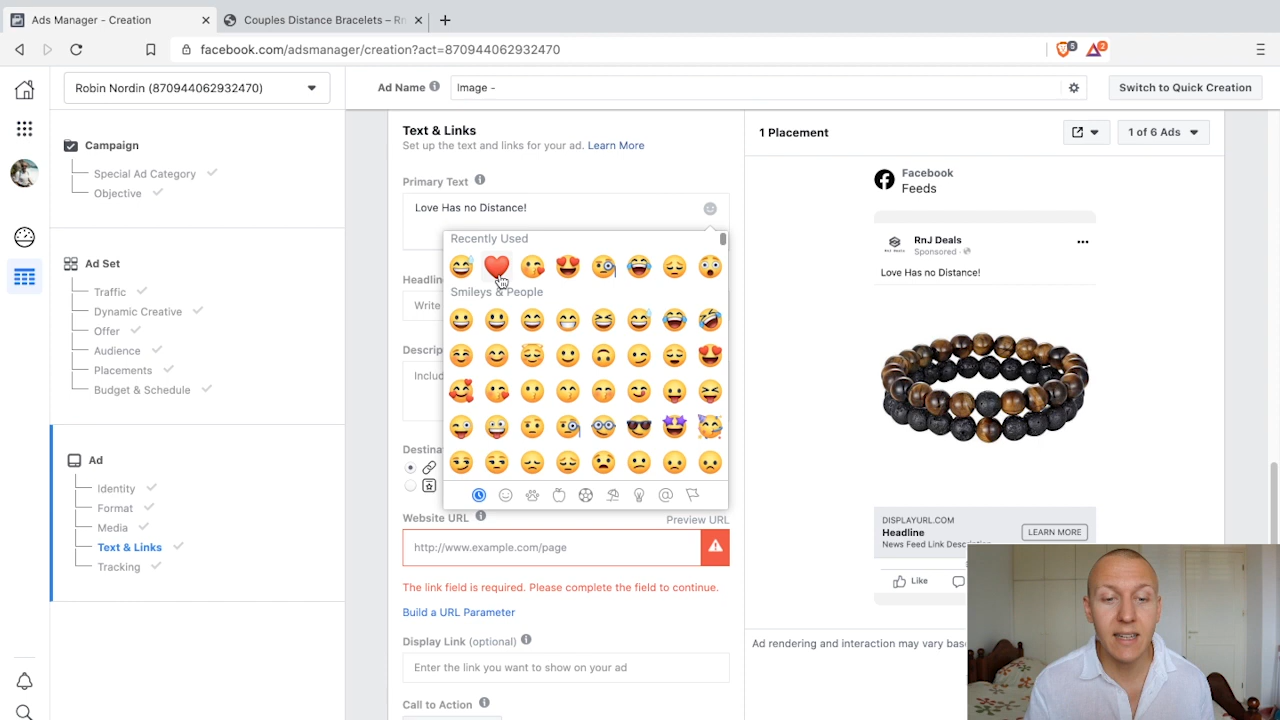 Ads Manager - Creation
Couples Distance Bracelets – Rn
facebook.com/adsmanager/creation?act=870944062932470
5
2
Robin Nordin (870944062932470)
Ad Name
Image -
Switch to Quick Creation
Campaign
Special Ad Category
Objective
Ad Set
Traffic
Dynamic Creative
Offer
Audience
Placements
Budget & Schedule
Ad
Identity
Format
Media
Text & Links
Tracking
Text & Links
Set up the text and links for your ad. Learn More
Primary Text
Love Has no Distance!
Recently Used
Smileys & People
Headlin
Write
Descrip
Includ
Destina
Website URL
Preview URL
http://www.example.com/page
The link field is required. Please complete the field to continue.
Build a URL Parameter
Display Link (optional)
Enter the link you want to show on your ad
Call to Action
1 Placement
1 of 6 Ads
Facebook
Feeds
RnJ Deals
Sponsored ·
Love Has no Distance!
DISPLAYURL.COM
Headline
News Feed Link Descrip
LEARN MORE
Like
Ad rendering and interaction may vary bas